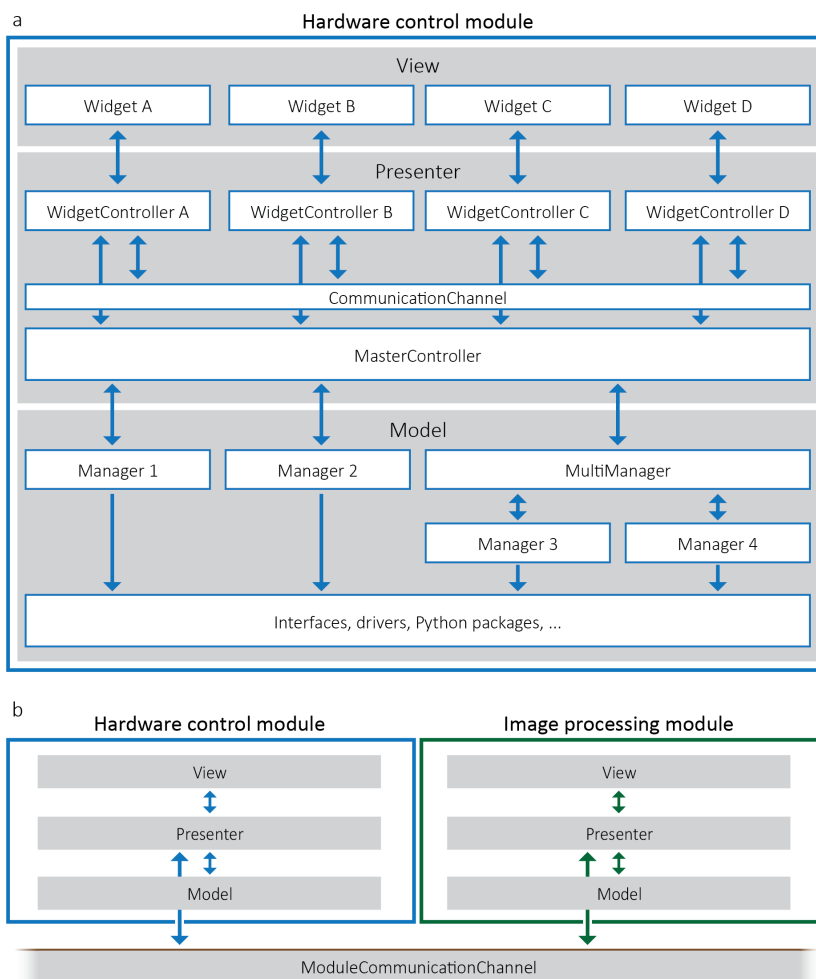 a
Hardware control module
View
Widget A
Widget B
Widget C
Widget D
Presenter
WidgetController A
WidgetController B
WidgetController C
WidgetController D
CommunicationChannel
MasterController
Model
Manager 1
Manager 2
MultiManager
Manager 3
Manager 4
Interfaces, drivers, Python packages, ...
b
Hardware control module
View
Presenter
Model
Image processing module
View
Presenter
Model
ModuleCommunicationChannel